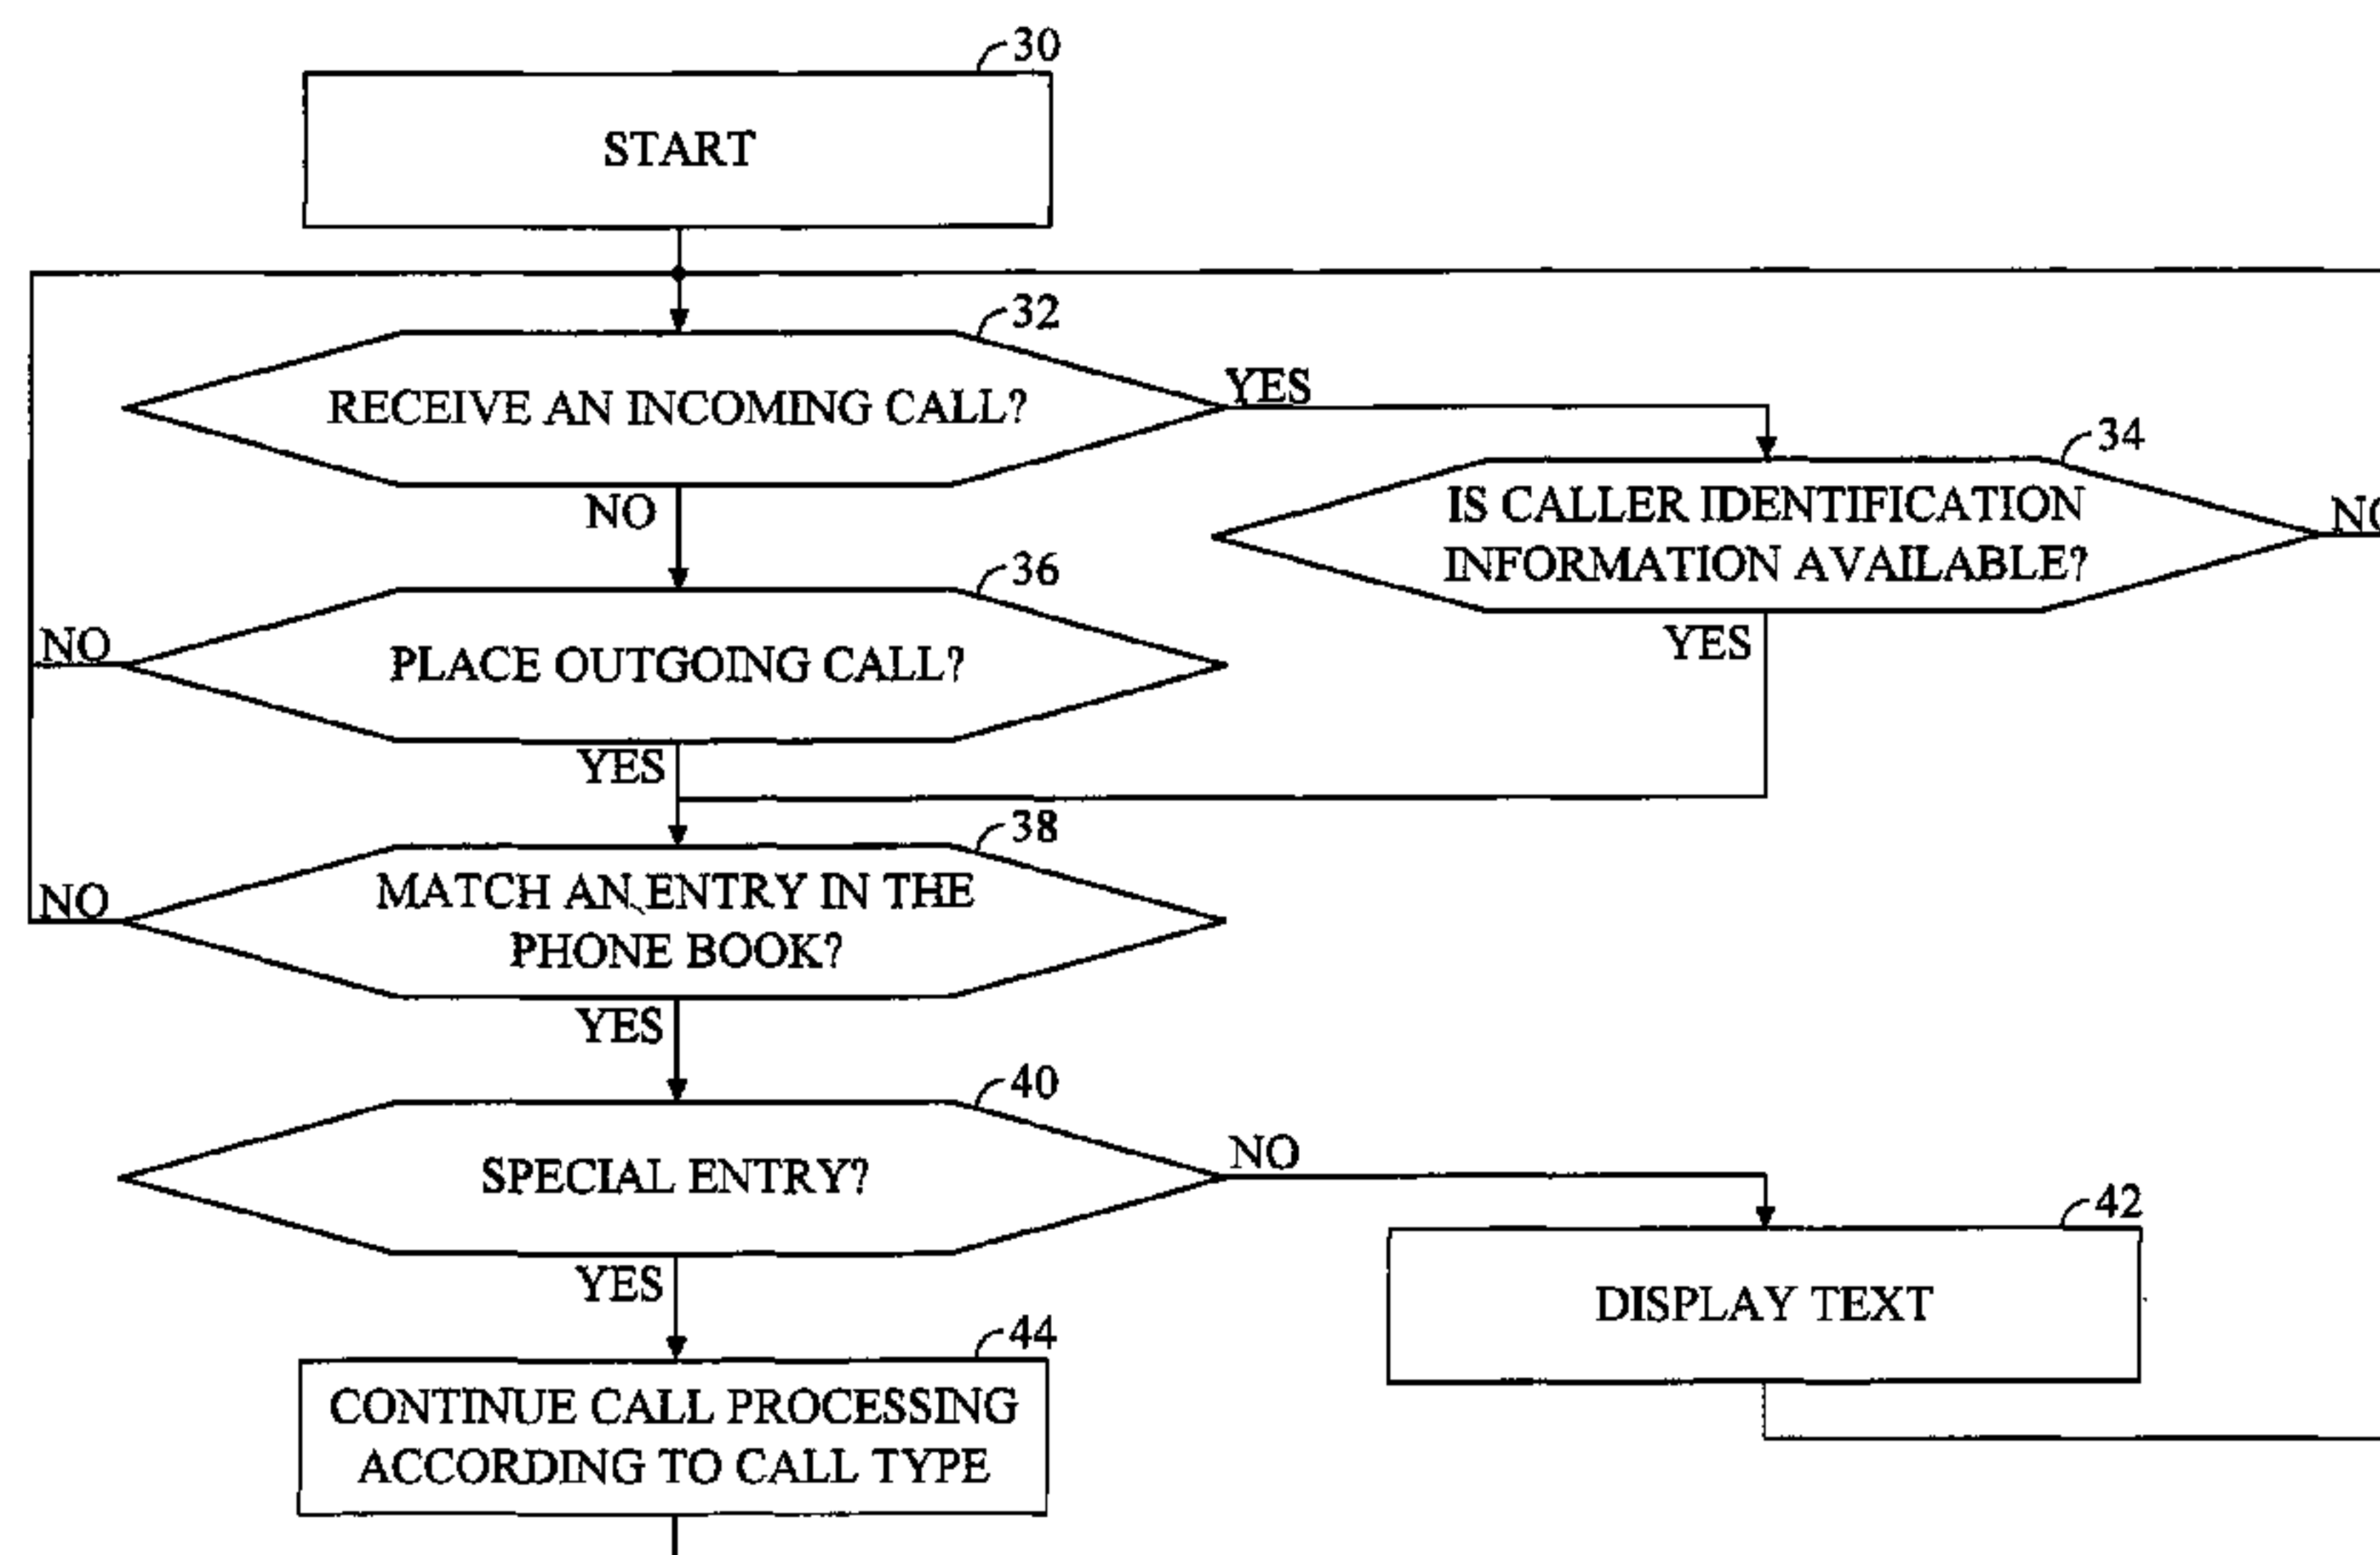 30
START
32
RECEIVE AN INCOMING CALL?
YES
34
IS CALLER IDENTIFICATION
INFORMATION AVAILABLE?
NO
YES
NO
36
PLACE OUTGOING CALL?
NO
YES
38
MATCH AN ENTRY IN THE
PHONE BOOK?
NO
YES
40
SPECIAL ENTRY?
NO
42
DISPLAY TEXT
YES
44
CONTINUE CALL PROCESSING
ACCORDING TO CALL TYPE